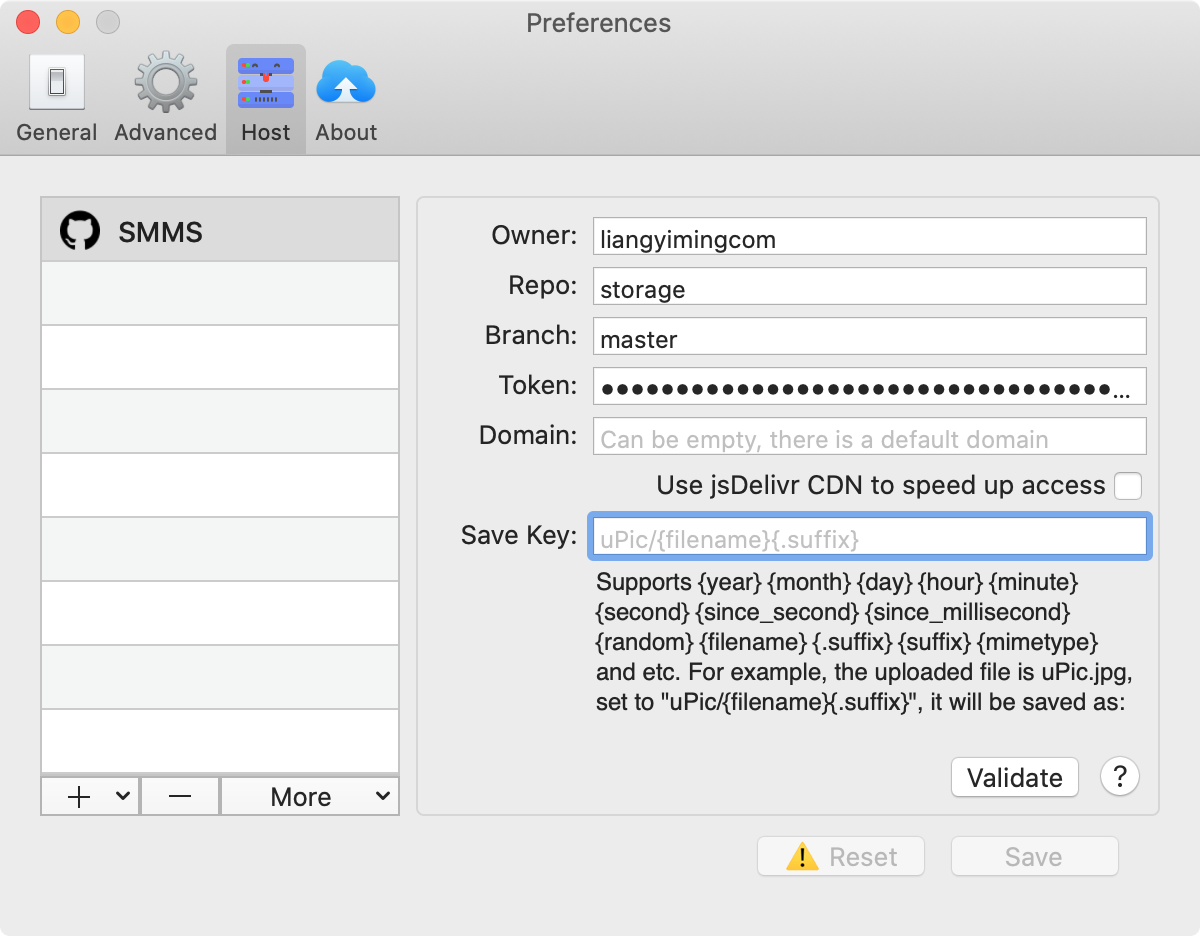 Preferences
General
Advanced
Host
About
SMMS
Owner:
liangyimingcom
Repo:
storage
Branch:
master
Token:
●●●●●●●●●●●●●●●●●●●●●●●●●●●●●●●●●●...
Domain:
Can be empty, there is a default domain
Use jsDelivr CDN to speed up access
Save Key:
uPic/{filename}{.suffix}
Supports {year} {month} {day} {hour} {minute}
{second} {since_second} {since_millisecond}
{random} {filename} {.suffix} {suffix} {mimetype}
and etc. For example, the uploaded file is uPic.jpg,
set to "uPic/{filename}{.suffix}", it will be saved as:
Validate
?
More
Reset
Save